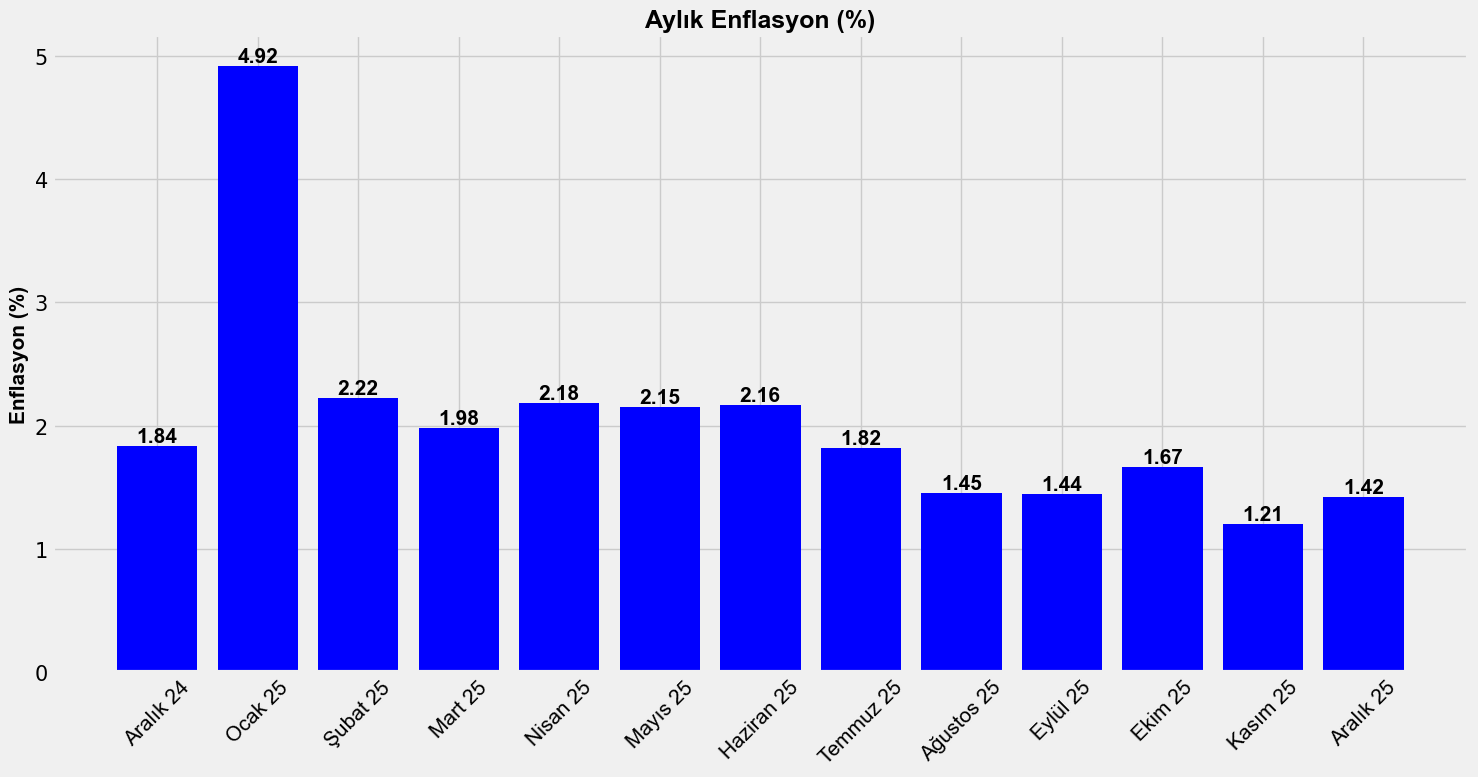 Aylık Enflasyon (%)
Enflasyon (%)
5
4
3
2
1
0
1.84
4.92
2.22
1.98
2.18
2.15
2.16
1.82
1.45
1.44
1.67
1.21
1.42
Aralık 24
Ocak 25
Şubat 25
Mart 25
Nisan 25
Mayıs 25
Haziran 25
Temmuz 25
Ağustos 25
Eylül 25
Ekim 25
Kasım 25
Aralık 25